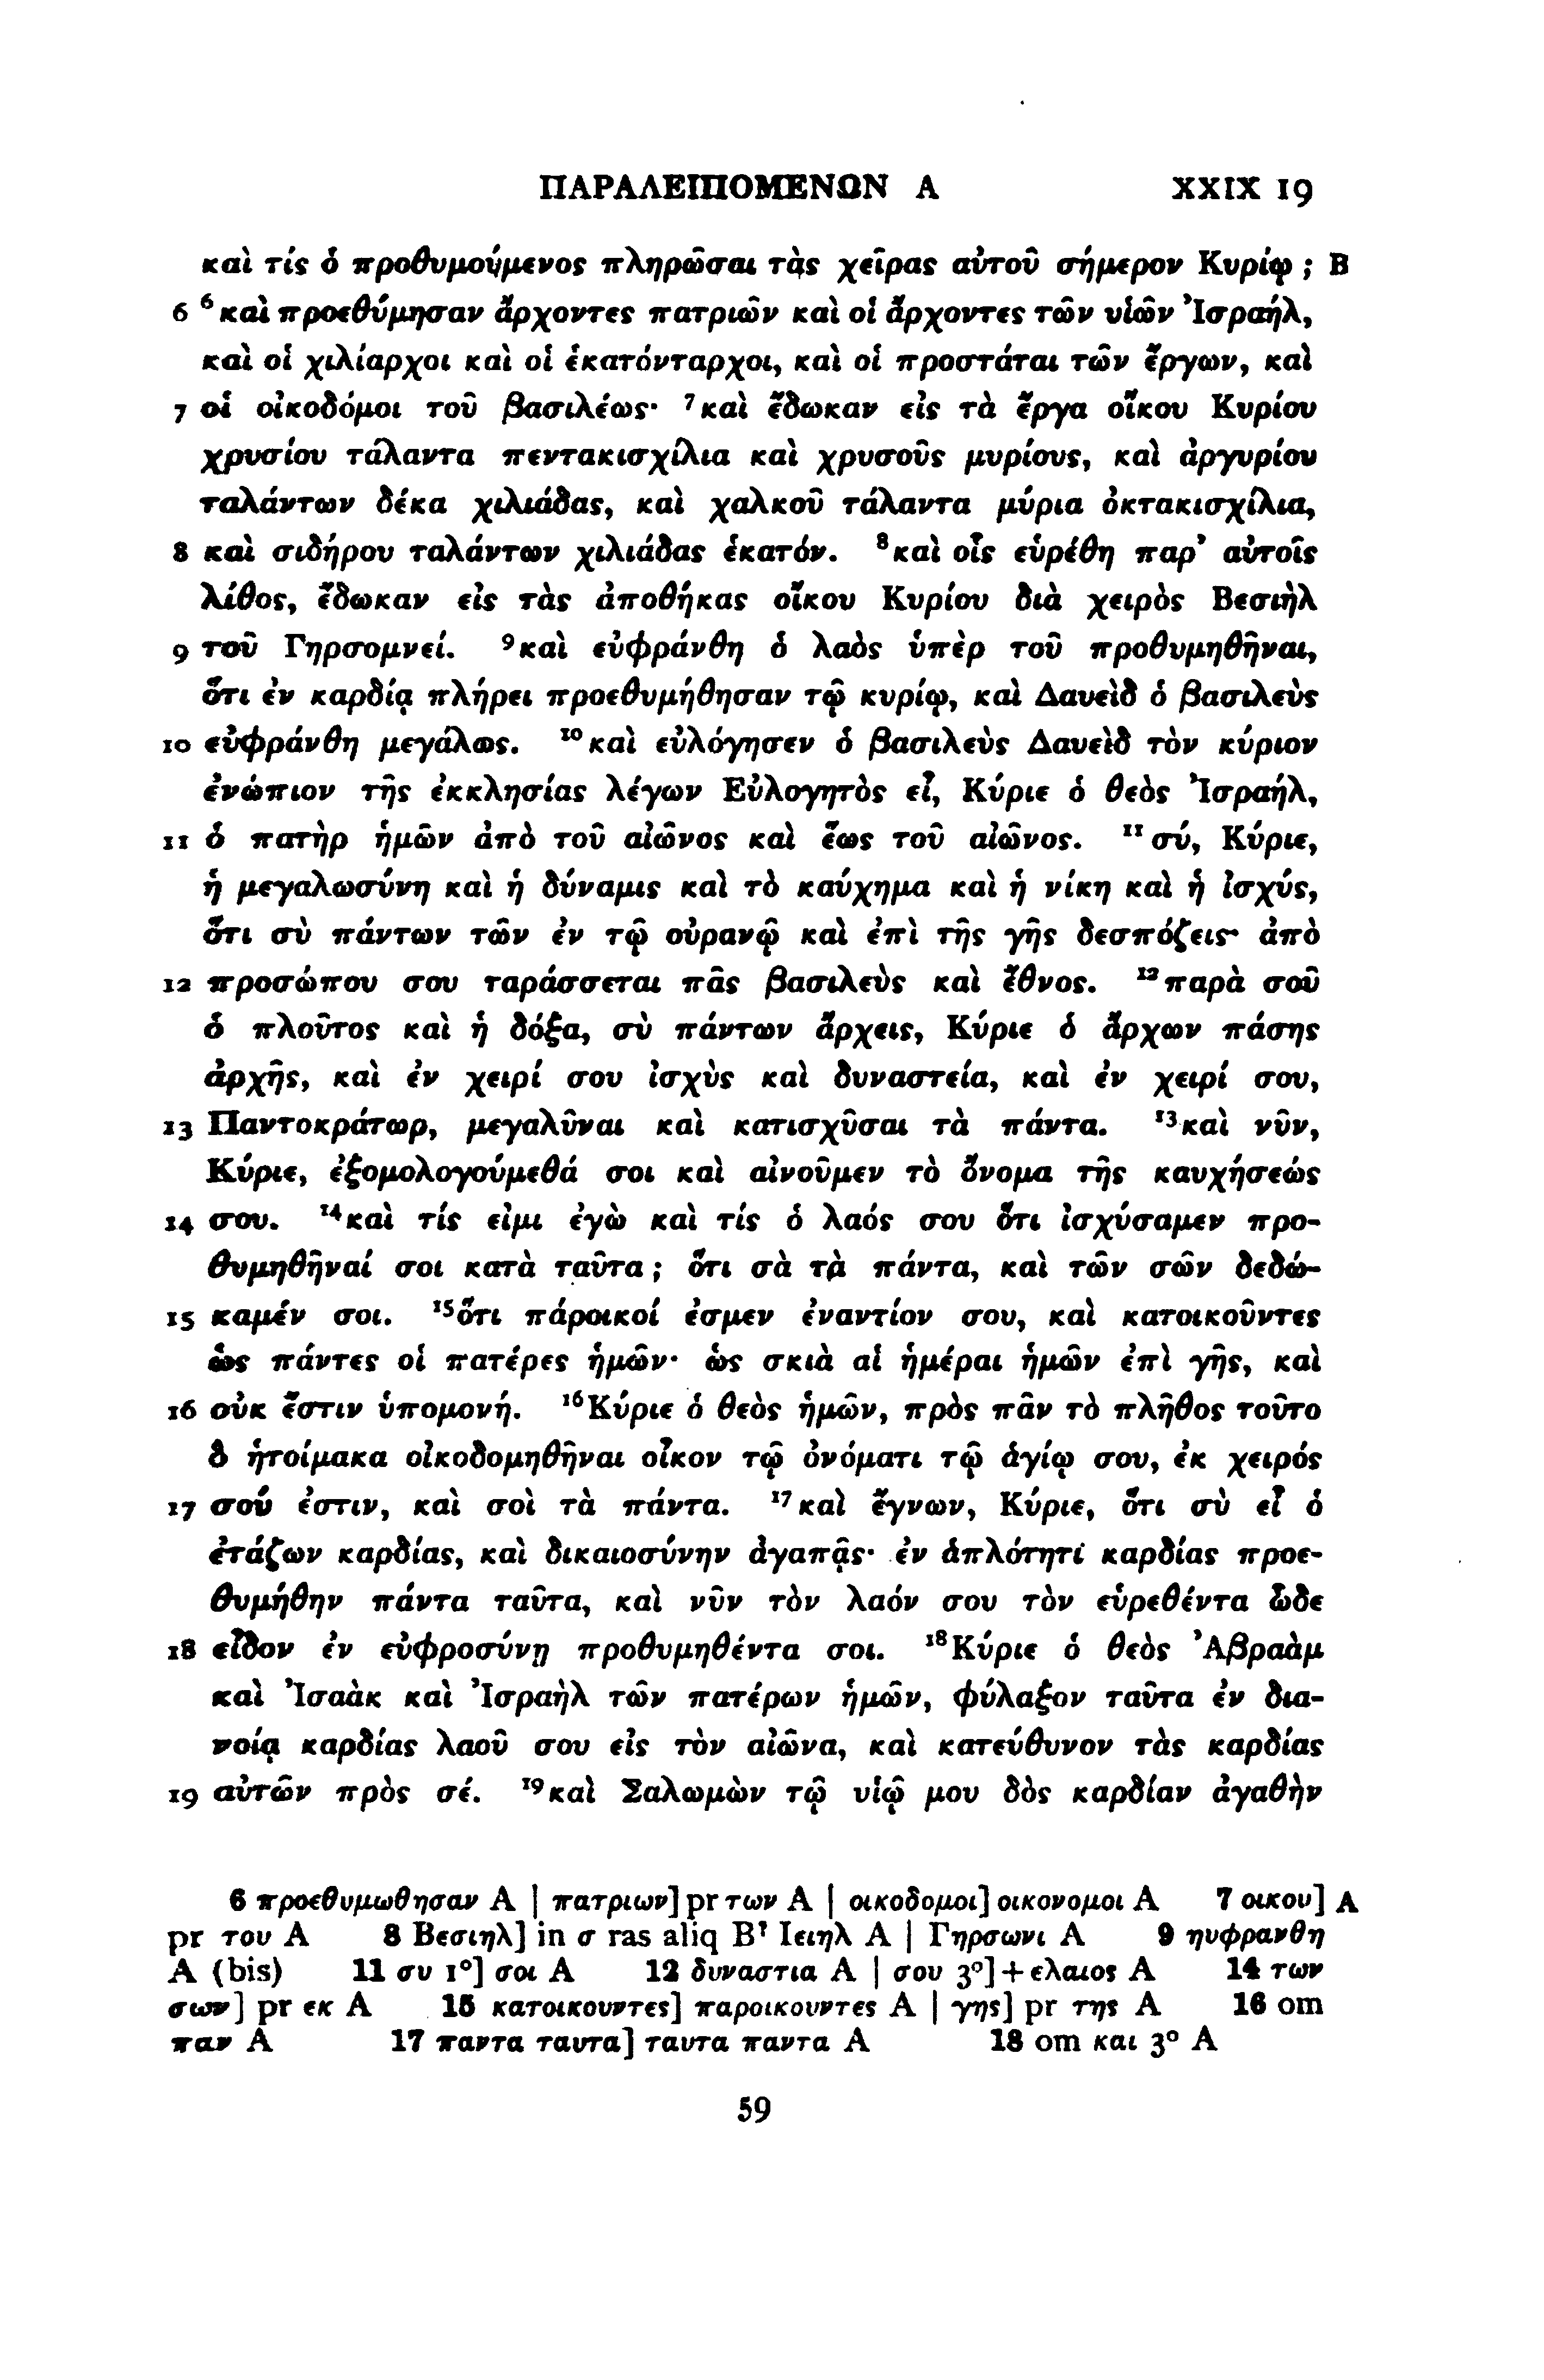 ΠΑΡΑΛΕΙΠΟΜΕΝΩΝ Α XXIX 19
καὶ τίς ὁ προθυμούμενος πληρῶσαι τὰς χεῖρας αὐτοῦ σήμερον Κυρίῳ ; B
6 ⁶καὶ προεθύμησαν ἄρχοντες πατριῶν καὶ οἱ ἄρχοντες τῶν υἱῶν Ἰσραήλ,
καὶ οἱ χιλίαρχοι καὶ οἱ ἑκατόνταρχοι, καὶ οἱ προστάται τῶν ἔργων, καὶ
7 οἱ οἰκοδόμοι τοῦ βασιλέως· ⁷καὶ ἔδωκαν εἰς τὰ ἔργα οἴκου Κυρίου
χρυσίου τάλαντα πεντακισχίλια καὶ χρυσοῦς μυρίους, καὶ ἀργυρίου
ταλάντων δέκα χιλιάδας, καὶ χαλκοῦ τάλαντα μύρια ὀκτακισχίλια,
8 καὶ σιδήρου ταλάντων χιλιάδας ἑκατόν. ⁸καὶ οἷς εὑρέθη παρ᾽ αὐτοῖς
λίθος, ἔδωκαν εἰς τὰς ἀποθήκας οἴκου Κυρίου διὰ χειρὸς Βεσιὴλ
9 τοῦ Γηρσομνεί. ⁹καὶ εὐφράνθη ὁ λαὸς ὑπὲρ τοῦ προθυμηθῆναι,
ὅτι ἐν καρδίᾳ πλήρει προεθυμήθησαν τῷ κυρίῳ, καὶ Δαυεὶδ ὁ βασιλεὺς
10 εὐφράνθη μεγάλως. ¹⁰καὶ εὐλόγησεν ὁ βασιλεὺς Δαυεὶδ τὸν κύριον
ἐνώπιον τῆς ἐκκλησίας λέγων Εὐλογητὸς εἶ, Κύριε ὁ θεὸς Ἰσραήλ,
11 ὁ πατὴρ ἡμῶν ἀπὸ τοῦ αἰῶνος καὶ ἕως τοῦ αἰῶνος. ¹¹σύ, Κύριε,
ἡ μεγαλωσύνη καὶ ἡ δύναμις καὶ τὸ καύχημα καὶ ἡ νίκη καὶ ἡ ἰσχύς,
ὅτι σὺ πάντων τῶν ἐν τῷ οὐρανῷ καὶ ἐπὶ τῆς γῆς δεσπόζεις· ἀπὸ
12 προσώπου σου ταράσσεται πᾶς βασιλεὺς καὶ ἔθνος. ¹²παρὰ σοῦ
ὁ πλοῦτος καὶ ἡ δόξα, σὺ πάντων ἄρχεις, Κύριε ὁ ἄρχων πάσης
ἀρχῆς, καὶ ἐν χειρί σου ἰσχὺς καὶ δυναστεία, καὶ ἐν χειρί σου,
13 Παντοκράτωρ, μεγαλῦναι καὶ κατισχῦσαι τὰ πάντα. ¹³καὶ νῦν,
Κύριε, ἐξομολογούμεθά σοι καὶ αἰνοῦμεν τὸ ὄνομα τῆς καυχήσεώς
14 σου. ¹⁴καὶ τίς εἰμι ἐγὼ καὶ τίς ὁ λαός σου ὅτι ἰσχύσαμεν προ-
θυμηθῆναί σοι κατὰ ταῦτα ; ὅτι σὰ τὰ πάντα, καὶ τῶν σῶν δεδώ-
15 καμέν σοι. ¹⁵ὅτι πάροικοί ἐσμεν ἐναντίον σου, καὶ κατοικοῦντες
ὡς πάντες οἱ πατέρες ἡμῶν· ὡς σκιὰ αἱ ἡμέραι ἡμῶν ἐπὶ γῆς, καὶ
16 οὐκ ἔστιν ὑπομονή. ¹⁶Κύριε ὁ θεὸς ἡμῶν, πρὸς πᾶν τὸ πλῆθος τοῦτο
ὃ ἡτοίμακα οἰκοδομηθῆναι οἶκον τῷ ὀνόματι τῷ ἁγίῳ σου, ἐκ χειρός
17 σού ἐστιν, καὶ σοὶ τὰ πάντα. ¹⁷καὶ ἔγνων, Κύριε, ὅτι σὺ εἶ ὁ
ἐτάζων καρδίας, καὶ δικαιοσύνην ἀγαπᾷς· ἐν ἁπλότητι καρδίας προε-
θυμήθην πάντα ταῦτα, καὶ νῦν τὸν λαόν σου τὸν εὑρεθέντα ὧδε
18 εἶδον ἐν εὐφροσύνῃ προθυμηθέντα σοι. ¹⁸Κύριε ὁ θεὸς Ἀβραὰμ
καὶ Ἰσαὰκ καὶ Ἰσραὴλ τῶν πατέρων ἡμῶν, φύλαξον ταῦτα ἐν δια-
νοίᾳ καρδίας λαοῦ σου εἰς τὸν αἰῶνα, καὶ κατεύθυνον τὰς καρδίας
19 αὐτῶν πρὸς σέ. ¹⁹καὶ Σαλωμὼν τῷ υἱῷ μου δὸς καρδίαν ἀγαθὴν
6 προεθυμωθησαν A | πατριων] pr των A | οικοδομοι] οικονομοι A 7 οικου] A
pr του A 8 Βεσιηλ] in σ ras aliq B? Ιειηλ A | Γηρσωνι A 9 ηυφρανθη
A (bis) 11 συ 1°] σοι A 12 δυναστια A | σου 3°] + ελαιος A 14 των
σων] pr εκ A 15 κατοικουντες] παροικουντες A | γης] pr της A 16 om
παν A 17 παντα ταυτα] ταυτα παντα A 18 om και 3° A
59